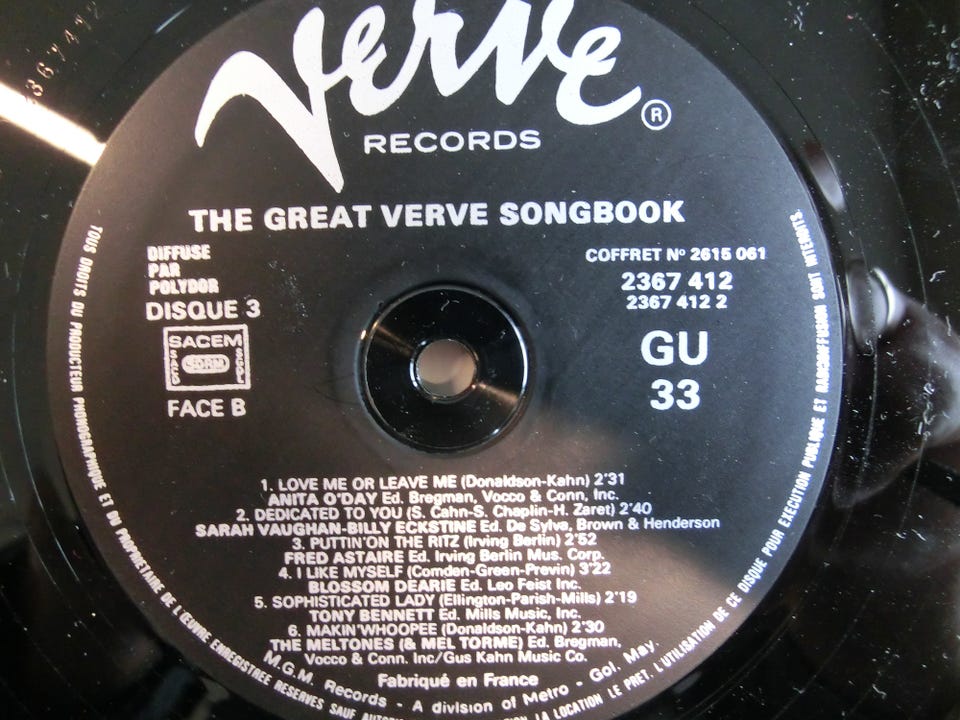 Verve
®
RECORDS
THE GREAT VERVE SONGBOOK
DIFFUSE
PAR
POLYDOR
DISQUE 3
SACEM
SDRM
FACE B
COFFRET Nº 2615 061
2367 412
2367 412 2
GU
33
1. LOVE ME OR LEAVE ME (Donaldson-Kahn) 2'31
ANITA O'DAY Ed. Bregman, Vocco & Conn, Inc.
2. DEDICATED TO YOU (S. Cahn-S. Chaplin-H. Zaret) 2'40
SARAH VAUGHAN-BILLY ECKSTINE Ed. De Sylva, Brown & Henderson
3. PUTTIN'ON THE RITZ (Irving Berlin) 2'52
FRED ASTAIRE Ed. Irving Berlin Mus. Corp.
4. I LIKE MYSELF (Comden-Green-Previn) 3'22
BLOSSOM DEARIE Ed. Leo Feist Inc.
5. SOPHISTICATED LADY (Ellington-Parish-Mills) 2'19
TONY BENNETT Ed. Mills Music, Inc.
6. MAKIN'WHOOPEE (Donaldson-Kahn) 2'30
THE MELTONES (& MEL TORME) Ed. Bregman,
Vocco & Conn. Inc/Gus Kahn Music Co.
M.G.M. Records - A division of Metro - Gol. May.
Fabriqué en France
TOUS DROITS DU PRODUCTEUR PHONOGRAPHIQUE ET DU PROPRIETAIRE DE L'ŒUVRE ENREGISTREE RESERVES SAUF LA LOCATION LE PRET. L'UTILISATION DE CE DISQUE POUR EXECUTION PUBLIQUE ET RADIODIFFUSION SONT INTERDITS.